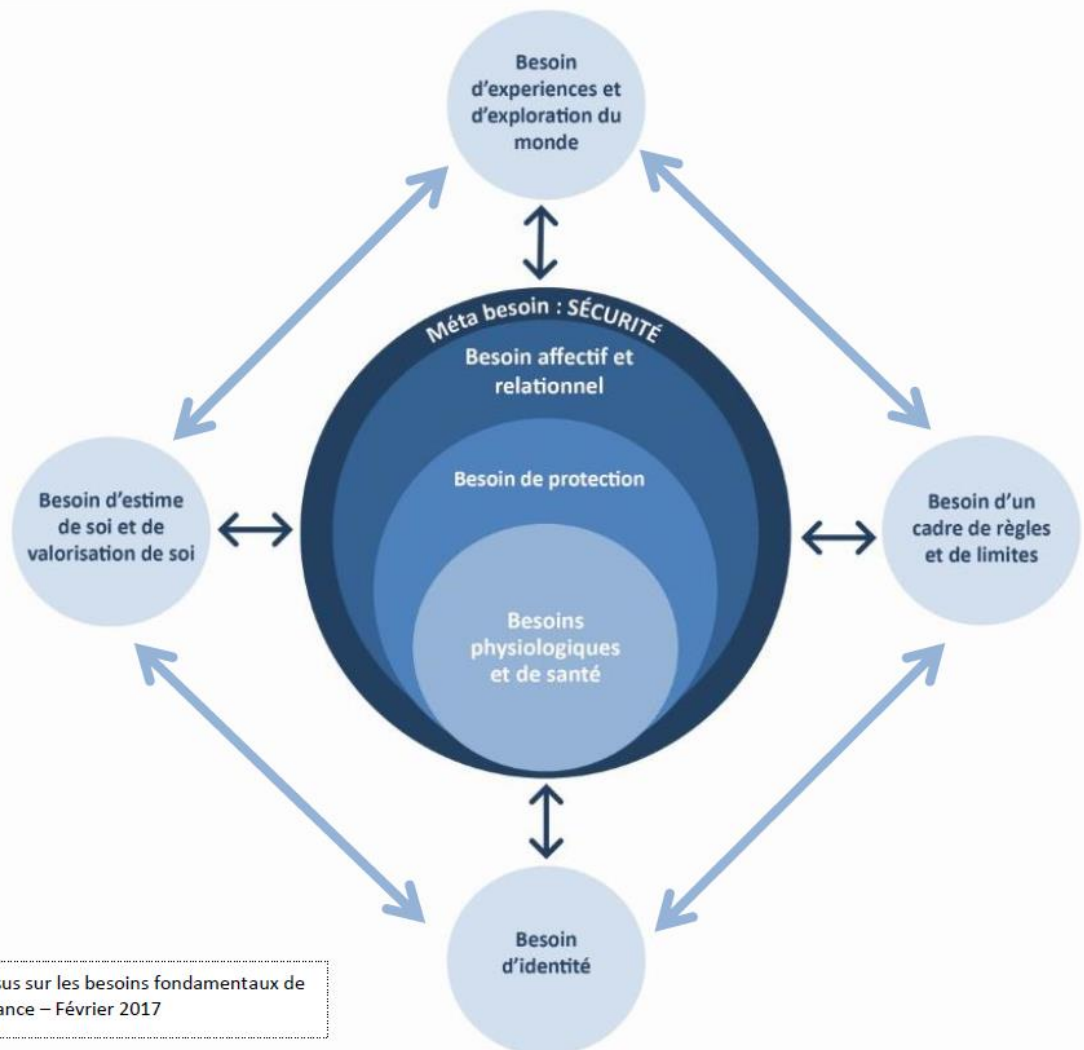 Besoin
d'experiences et
d'exploration du
monde
Méta besoin : SÉCURITÉ
Besoin affectif et
relationnel
Besoin de protection
Besoins
physiologiques
et de santé
Besoin d'estime
de soi et de
valorisation de soi
Besoin d'un
cadre de règles
et de limites
Besoin
d'identité
sus sur les besoins fondamentaux de
ance – Février 2017